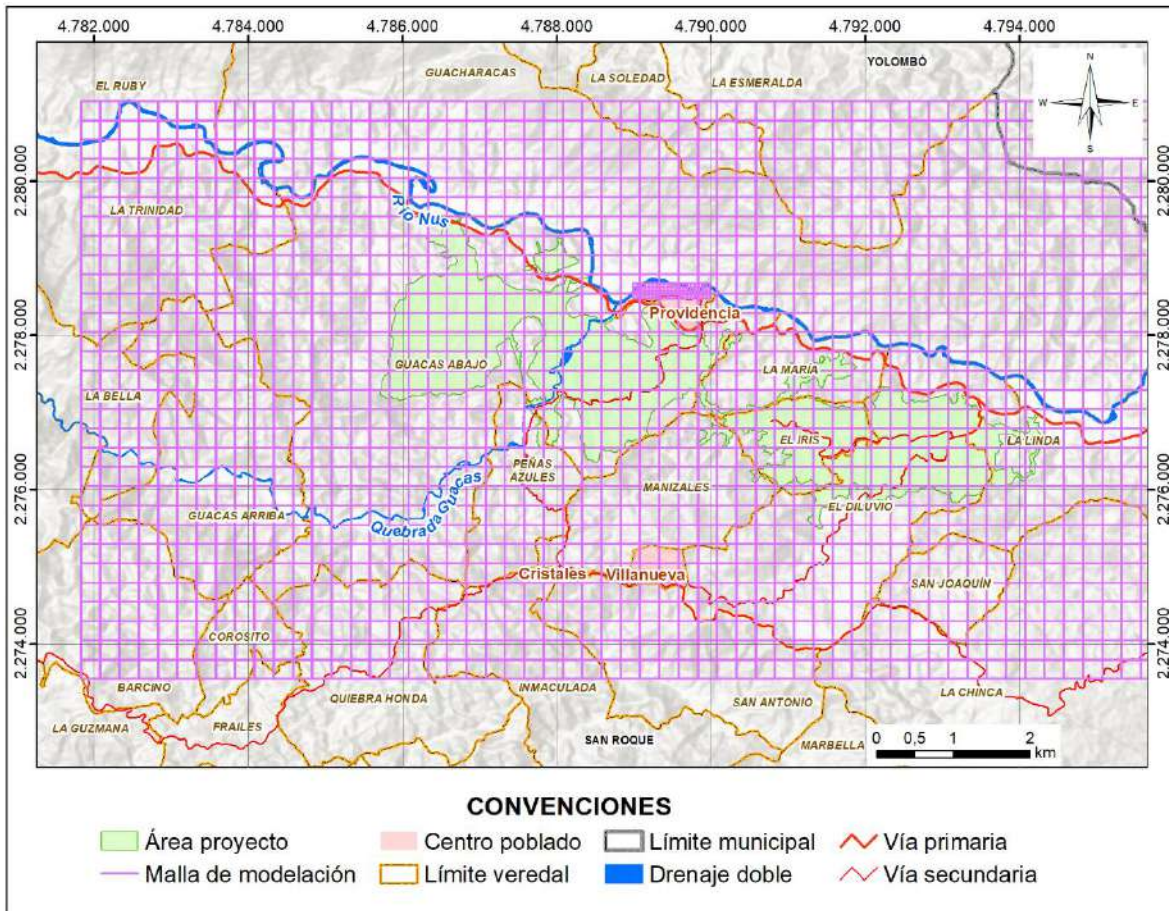 4.782.000 4.784.000 4.786.000 4.788.000 4.790.000 4.792.000 4.794.000
YOLOMBÓ
GUACHARACAS
LA SOLEDAD
LA ESMERALDA
EL RUBY
N
W E
S
2.280.000 2.280.000
LA TRINIDAD
Río Nus
2.278.000 2.278.000
Providencia
GUACAS ABAJO
LA MARÍA
LA BELLA
EL IRIS
LA LINDA
PEÑAS
AZULES
MANIZALES
2.276.000 2.276.000
GUACAS ARRIBA
Quebrada Guacas
EL DILUVIO
Cristales
Villanueva
SAN JOAQUÍN
COROSITO
2.274.000 2.274.000
BARCINO
QUIEBRA HONDA
INMACULADA
SAN ANTONIO
LA CHINCA
LA GUZMANA
FRAILES
SAN ROQUE
MARBELLA
0 0,5 1 2
km
CONVENCIONES
Área proyecto Centro poblado Límite municipal Vía primaria
Malla de modelación Límite veredal Drenaje doble Vía secundaria